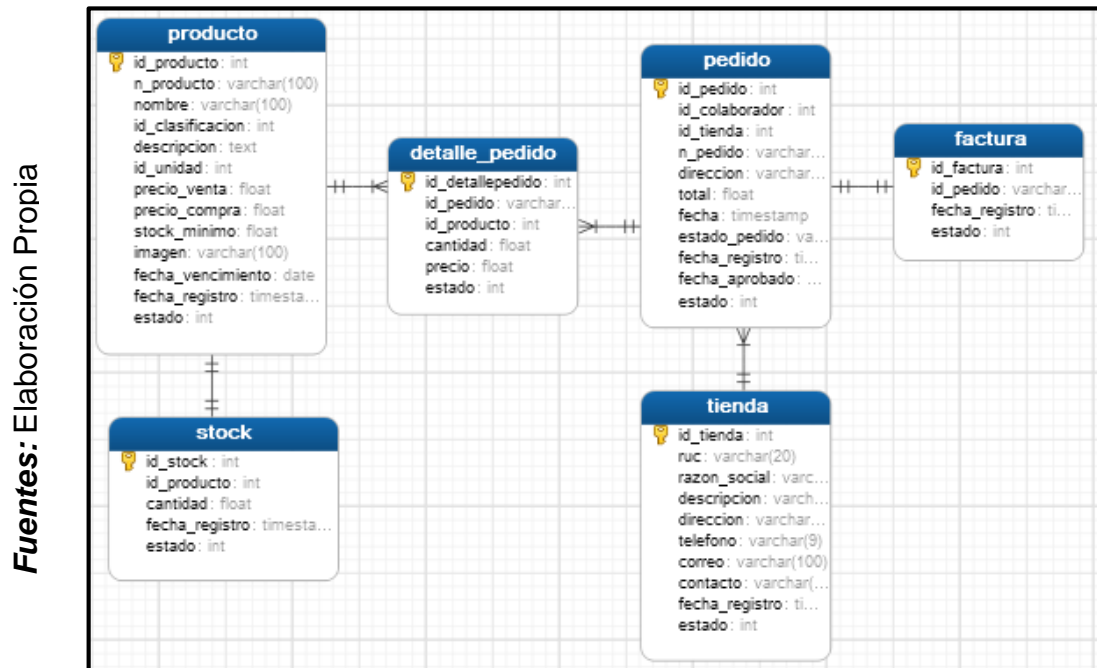 Fuentes: Elaboración Propia
producto
id_producto: int
n_producto: varchar(100)
nombre: varchar(100)
id_clasificacion: int
descripcion: text
id_unidad: int
precio_venta: float
precio_compra: float
stock_minimo: float
imagen: varchar(100)
fecha_vencimiento: date
fecha_registro: timesta...
estado: int
stock
id_stock: int
id_producto: int
cantidad: float
fecha_registro: timesta...
estado: int
detalle_pedido
id_detallepedido: int
id_pedido: varchar...
id_producto: int
cantidad: float
precio: float
estado: int
pedido
id_pedido: int
id_colaborador: int
id_tienda: int
n_pedido: varchar...
direccion: varchar...
total: float
fecha: timestamp
estado_pedido: va...
fecha_registro: ti...
fecha_aprobado: ...
estado: int
tienda
id_tienda: int
ruc: varchar(20)
razon_social: varc...
descripcion: varch...
direccion: varchar...
telefono: varchar(9)
correo: varchar(100)
contacto: varchar(...
fecha_registro: ti...
estado: int
factura
id_factura: int
id_pedido: varchar...
fecha_registro: ti...
estado: int